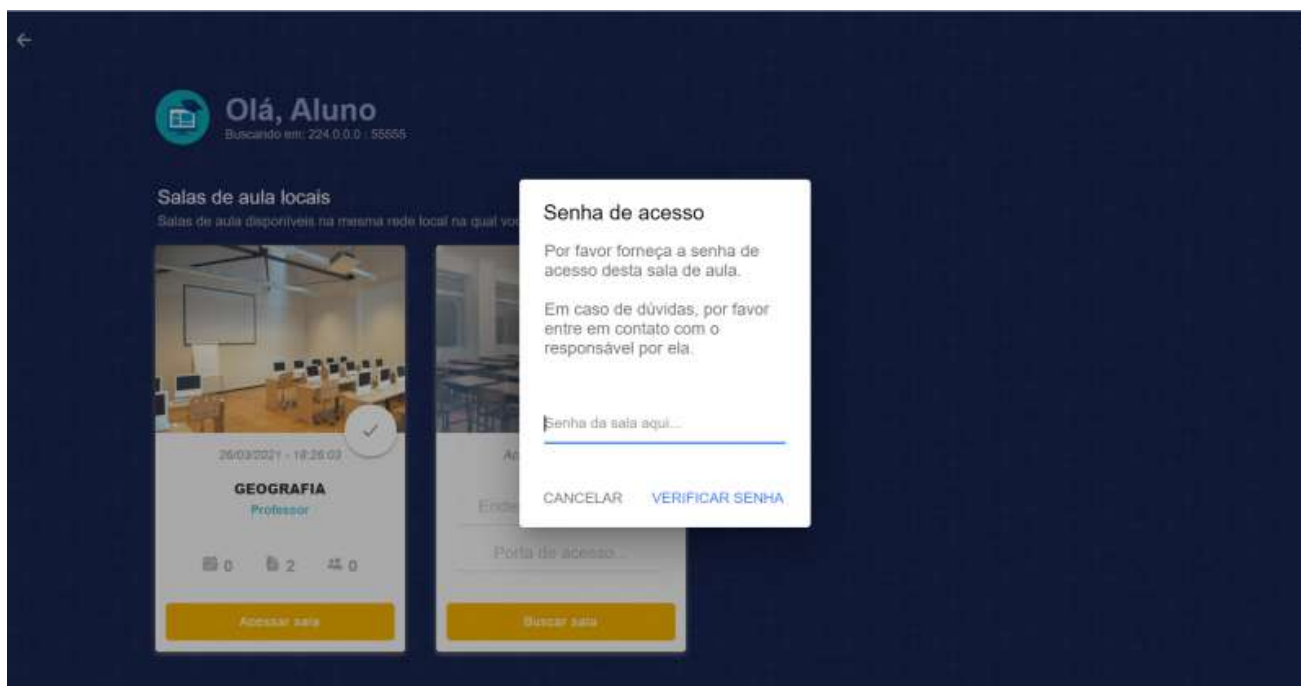 Olá, Aluno
Buscando em: 224.0.0.0 : 55555
Salas de aula locais
Salas de aula disponíveis na mesma rede local na qual
Senha de acesso
Por favor forneça a senha de
acesso desta sala de aula.
Em caso de dúvidas, por favor
entre em contato com o
responsável por ela.
Senha da sala aqui...
CANCELAR VERIFICAR SENHA
26/03/2021 - 18:26:03
GEOGRAFIA
Professor
0 2 0
Acessar sala
Porta de acesso...
Buscar sala